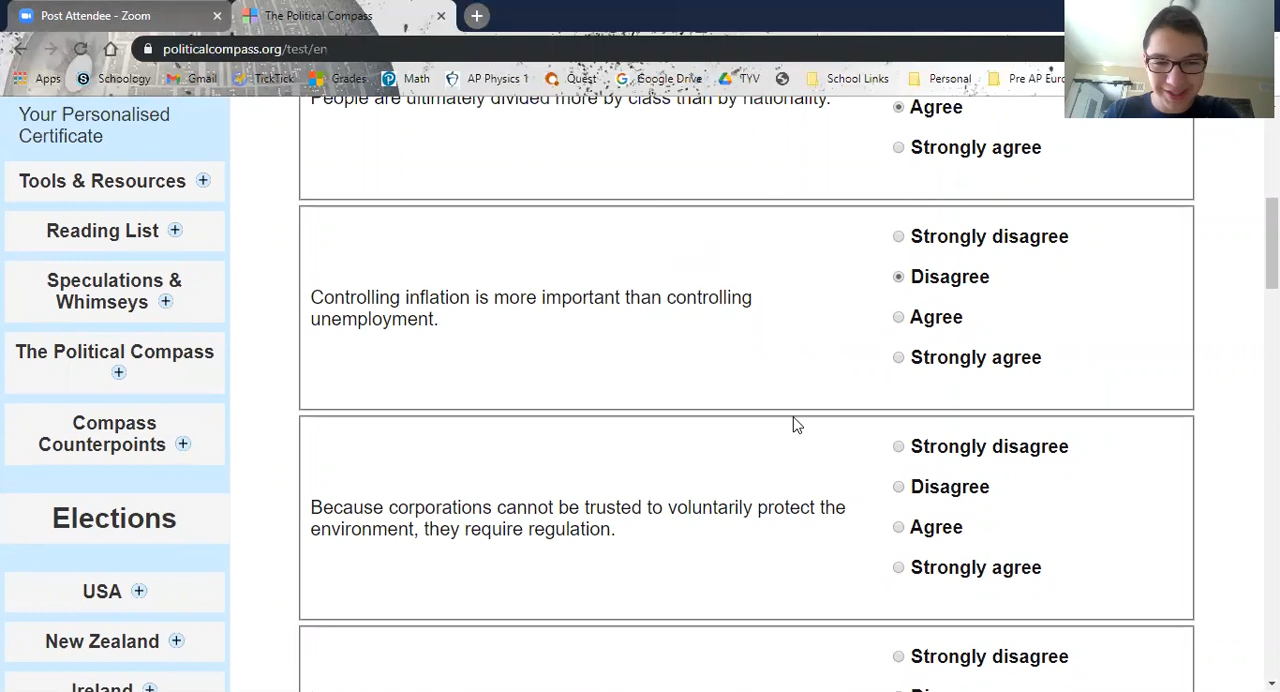 Post Attendee - Zoom
The Political Compass
politicalcompass.org/test/en
Apps
Schoology
Gmail
TickTick
Grades
Math
AP Physics 1
Quest
Google Drive
TYV
School Links
Personal
Pre AP Euro
Your Personalised
Certificate
Tools & Resources
Reading List
Speculations &
Whimseys
The Political Compass
Compass
Counterpoints
Elections
USA
New Zealand
Ireland
People are ultimately divided more by class than by nationality.
Agree
Strongly agree
Controlling inflation is more important than controlling
unemployment.
Strongly disagree
Disagree
Agree
Strongly agree
Because corporations cannot be trusted to voluntarily protect the
environment, they require regulation.
Strongly disagree
Disagree
Agree
Strongly agree
Strongly disagree